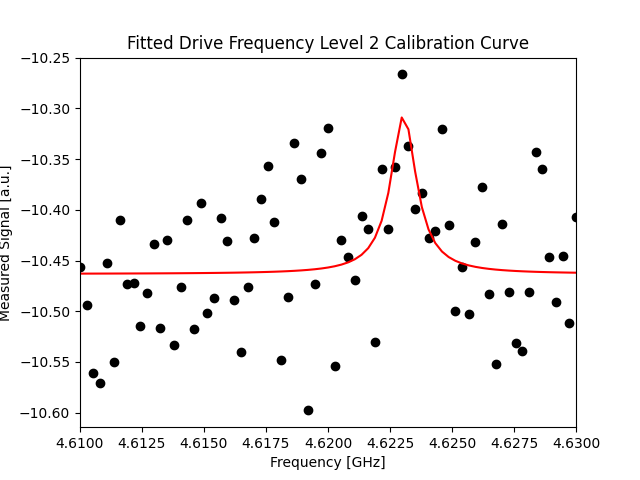 Fitted Drive Frequency Level 2 Calibration Curve
−10.25
−10.30
−10.35
−10.40
−10.45
−10.50
−10.55
−10.60
Measured Signal [a.u.]
4.6100 4.6125 4.6150 4.6175 4.6200 4.6225 4.6250 4.6275 4.6300
Frequency [GHz]